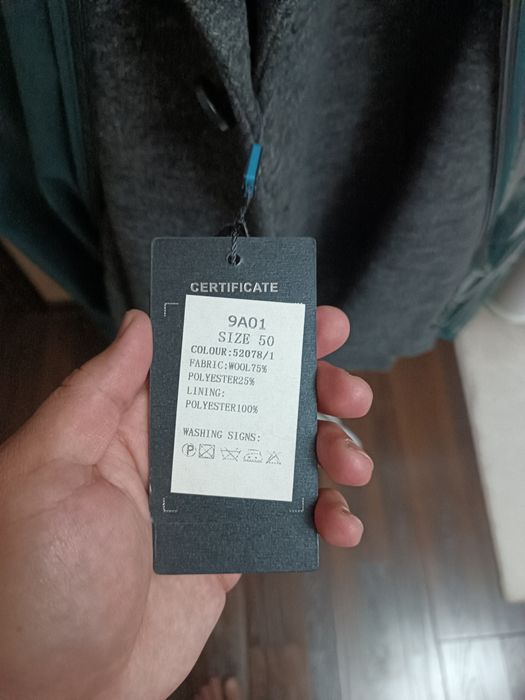 CERTIFICATE
9A01
SIZE 50
COLOUR:52078/1
FABRIC:WOOL75%
POLYESTER25%
LINING:
POLYESTER100%
WASHING SIGNS:
P